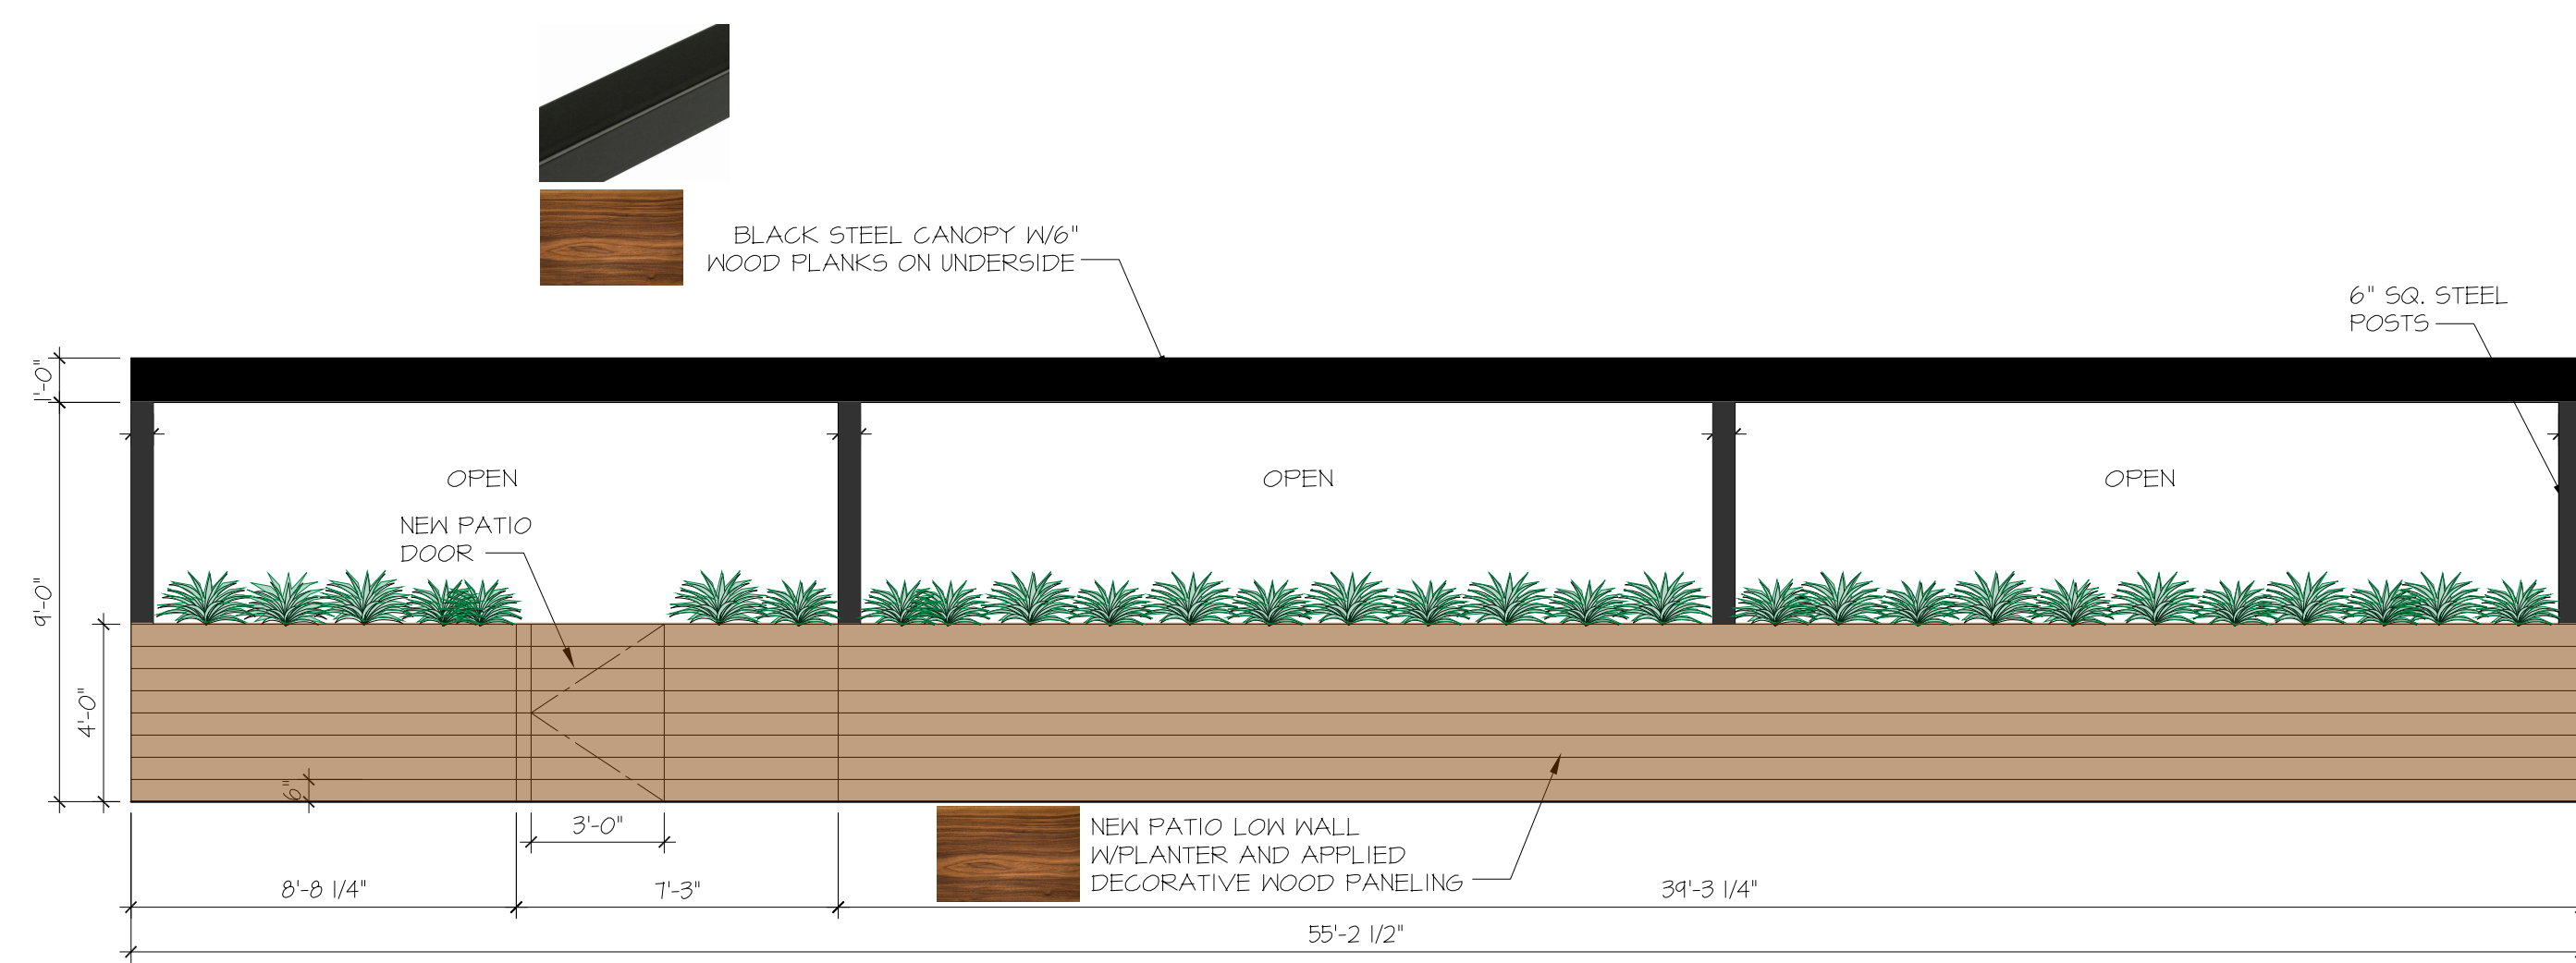 BLACK STEEL CANOPY W/6"
WOOD PLANKS ON UNDERSIDE
6" SQ. STEEL
POSTS
1'-0"
OPEN
OPEN
OPEN
NEW PATIO
DOOR
9'-0"
4'-0"
6"
3'-0"
NEW PATIO LOW WALL
W/PLANTER AND APPLIED
DECORATIVE WOOD PANELING
8'-8 1/4"
7'-3"
39'-3 1/4"
55'-2 1/2"